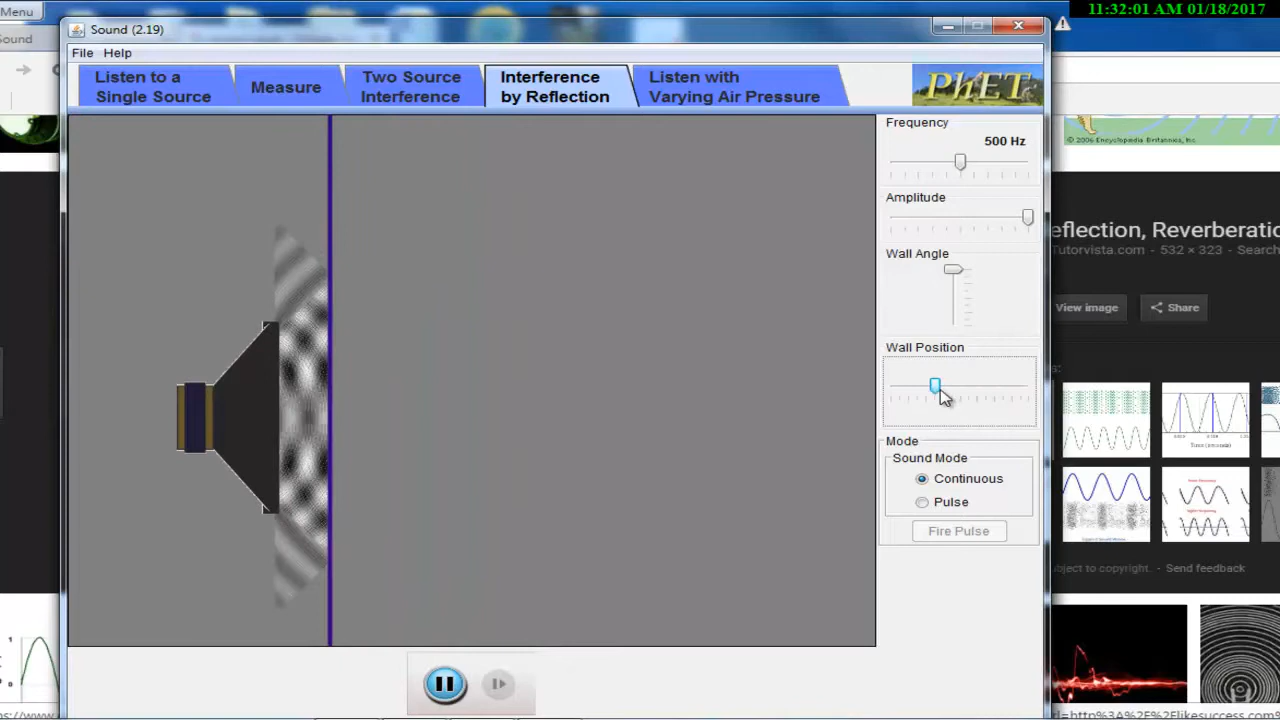 Menu
11:32:01 AM 01/18/2017
Sound (2.19)
Sound
File Help
Listen to a
Single Source
Measure
Two Source
Interference
Interference
by Reflection
Listen with
Varying Air Pressure
PhET
Frequency
500 Hz
Amplitude
Wall Angle
Wall Position
Mode
Sound Mode
Continuous
Pulse
Fire Pulse
© 2006 Encyclopædia Britannica, Inc.
eflection, Reverberatio
Tutorvista.com - 532 × 323 - Search
View image
Share
ubject to copyright. - Send feedback